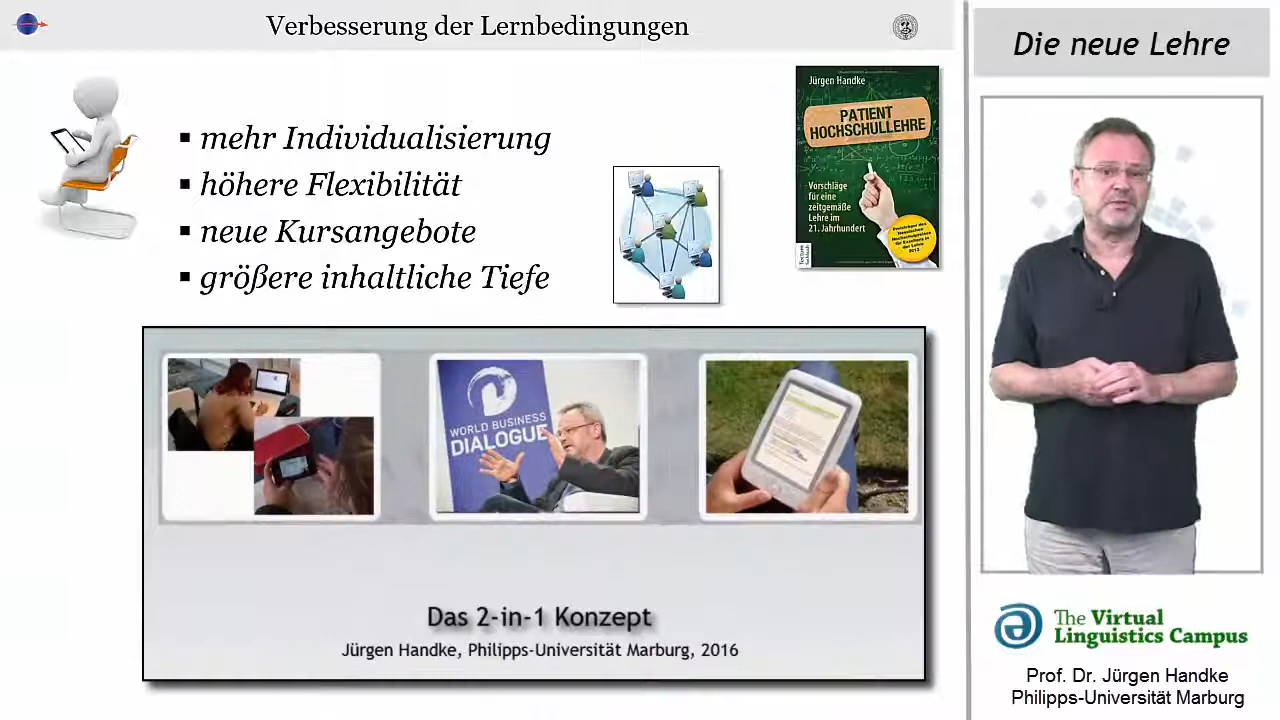 Verbesserung der Lernbedingungen
▪ mehr Individualisierung
▪ höhere Flexibilität
▪ neue Kursangebote
▪ größere inhaltliche Tiefe
Jürgen Handke
PATIENT
HOCHSCHULLEHRE
Vorschläge
für eine
zeitgemäße
Lehre im
21. Jahrhundert
WORLD BUSINESS
DIALOGUE
Das 2-in-1 Konzept
Jürgen Handke, Philipps-Universität Marburg, 2016
Die neue Lehre
The Virtual
Linguistics Campus
Prof. Dr. Jürgen Handke
Philipps-Universität Marburg